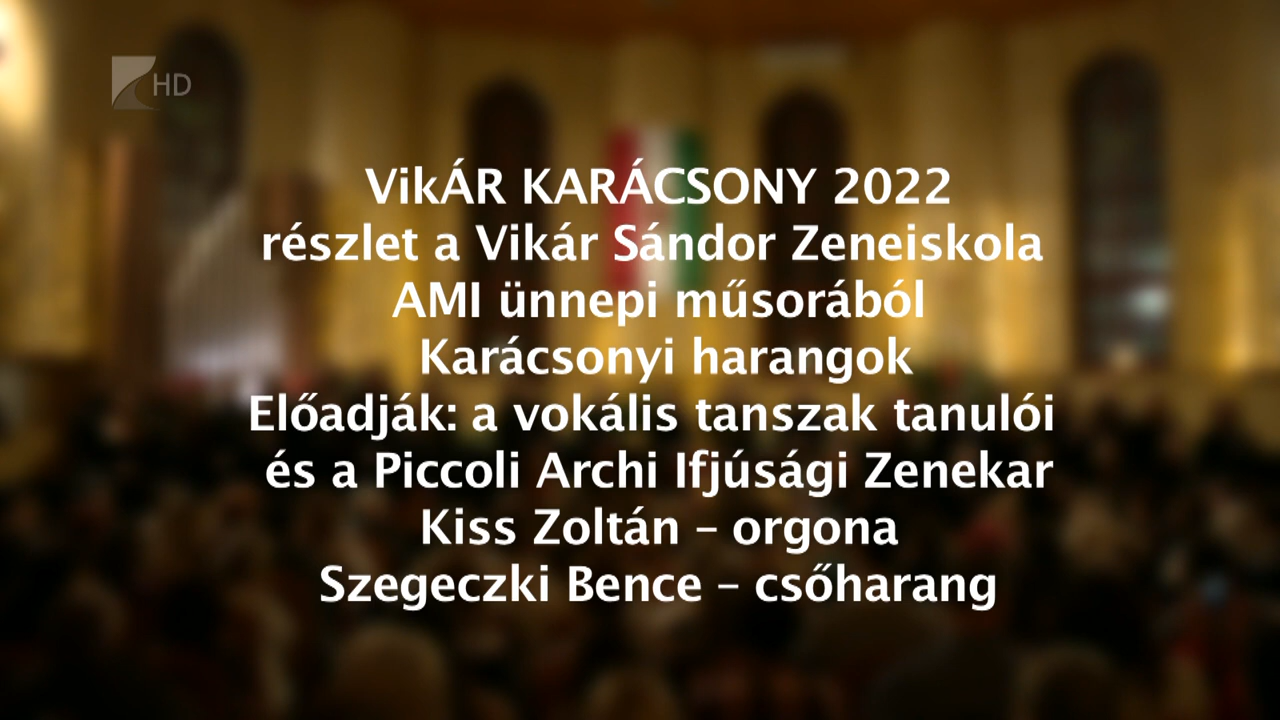 HD
VikÁR KARÁCSONY 2022
részlet a Vikár Sándor Zeneiskola
AMI ünnepi műsorából
Karácsonyi harangok
Előadják: a vokális tanszak tanulói
és a Piccoli Archi Ifjúsági Zenekar
Kiss Zoltán – orgona
Szegeczki Bence – csőharang